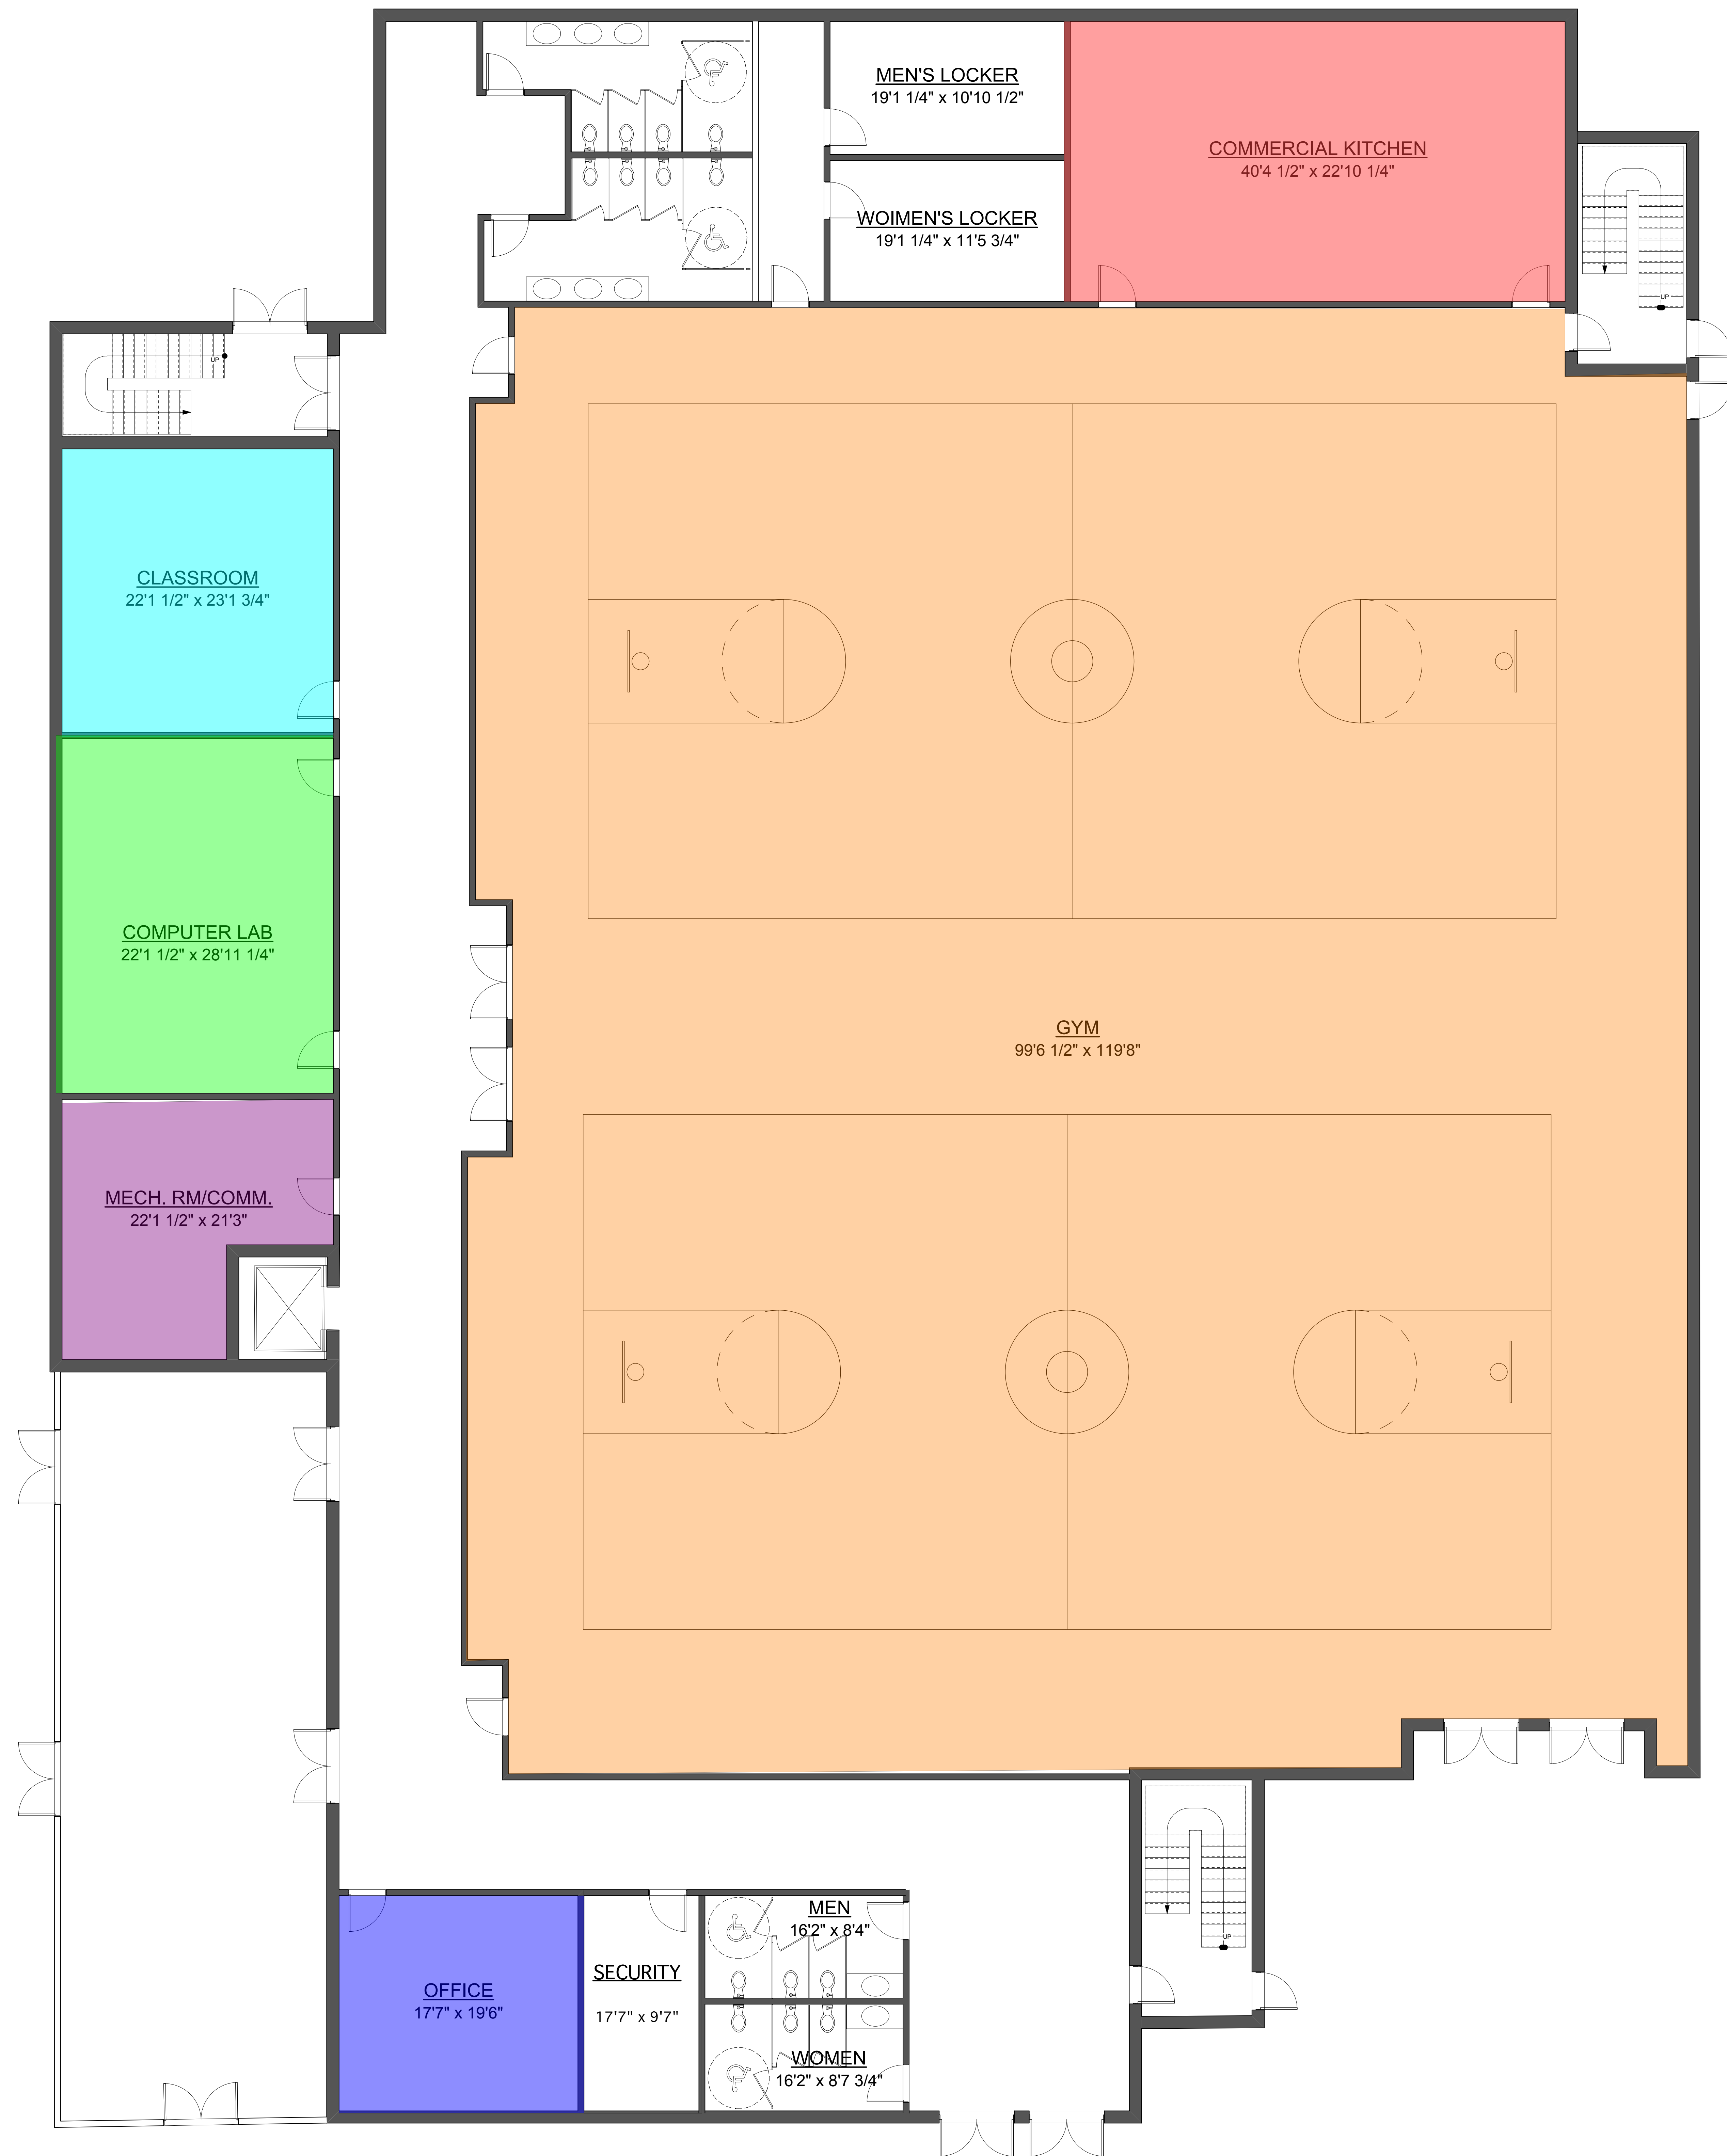 MEN'S LOCKER
19'1 1/4" x 10'10 1/2"
COMMERCIAL KITCHEN
40'4 1/2" x 22'10 1/4"
WOIMEN'S LOCKER
19'1 1/4" x 11'5 3/4"
UP
UP
CLASSROOM
22'1 1/2" x 23'1 3/4"
COMPUTER LAB
22'1 1/2" x 28'11 1/4"
GYM
99'6 1/2" x 119'8"
MECH. RM/COMM.
22'1 1/2" x 21'3"
MEN
16'2" x 8'4"
UP
SECURITY
17'7" x 9'7"
OFFICE
17'7" x 19'6"
WOMEN
16'2" x 8'7 3/4"